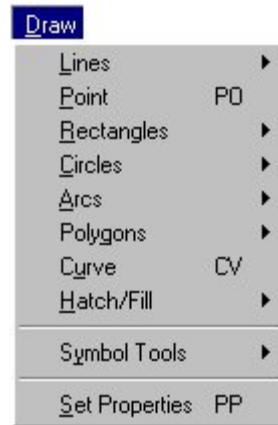 Draw
Lines
Point PO
Rectangles
Circles
Arcs
Polygons
Curve CV
Hatch/Fill
Symbol Tools
Set Properties PP